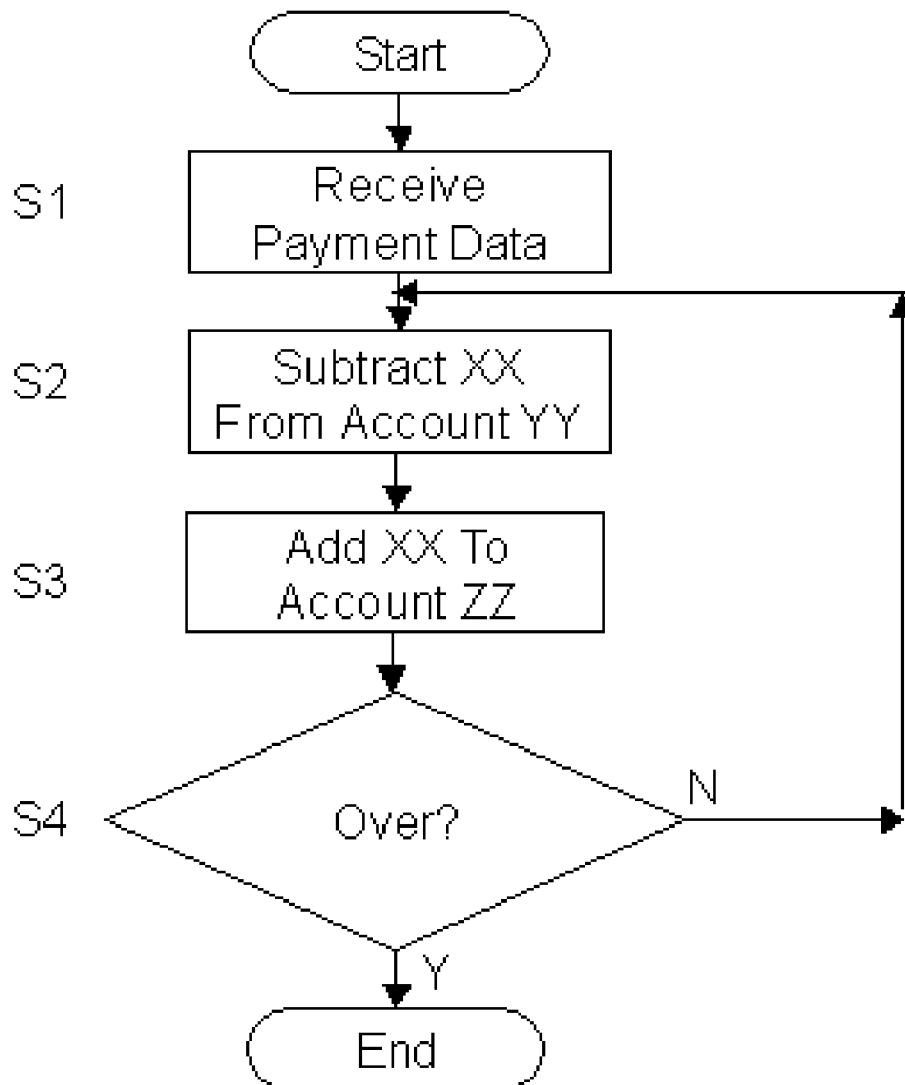 Start
S1
Receive
Payment Data
S2
Subtract XX
From Account YY
S3
Add XX To
Account ZZ
S4
Over?
N
Y
End